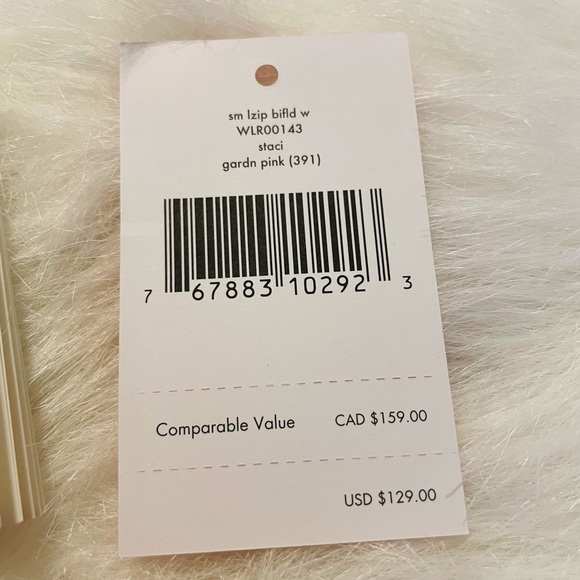 sm lzip bifld w
WLR00143
staci
gardn pink (391)
7 67883 10292 3
Comparable Value CAD $159.00
USD $129.00